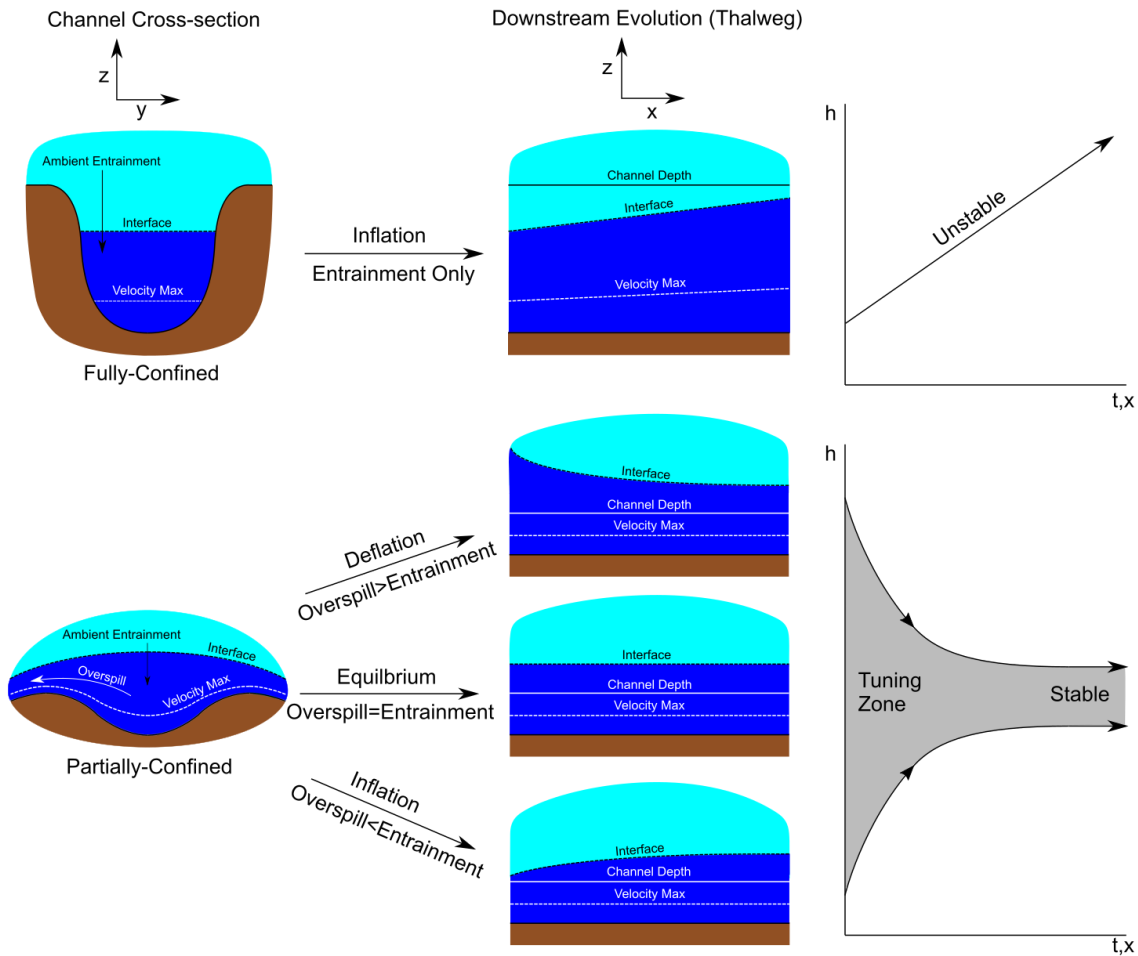 Channel Cross-section
Downstream Evolution (Thalweg)
z
y
z
x
Ambient Entrainment
Interface
Velocity Max
Fully-Confined
Inflation
Entrainment Only
Channel Depth
Interface
Velocity Max
h
Unstable
t,x
Ambient Entrainment
Interface
Overspill
Velocity Max
Partially-Confined
Deflation
Overspill>Entrainment
Equilbrium
Overspill=Entrainment
Inflation
Overspill<Entrainment
Interface
Channel Depth
Velocity Max
Interface
Channel Depth
Velocity Max
Interface
Channel Depth
Velocity Max
h
Tuning
Zone
Stable
t,x